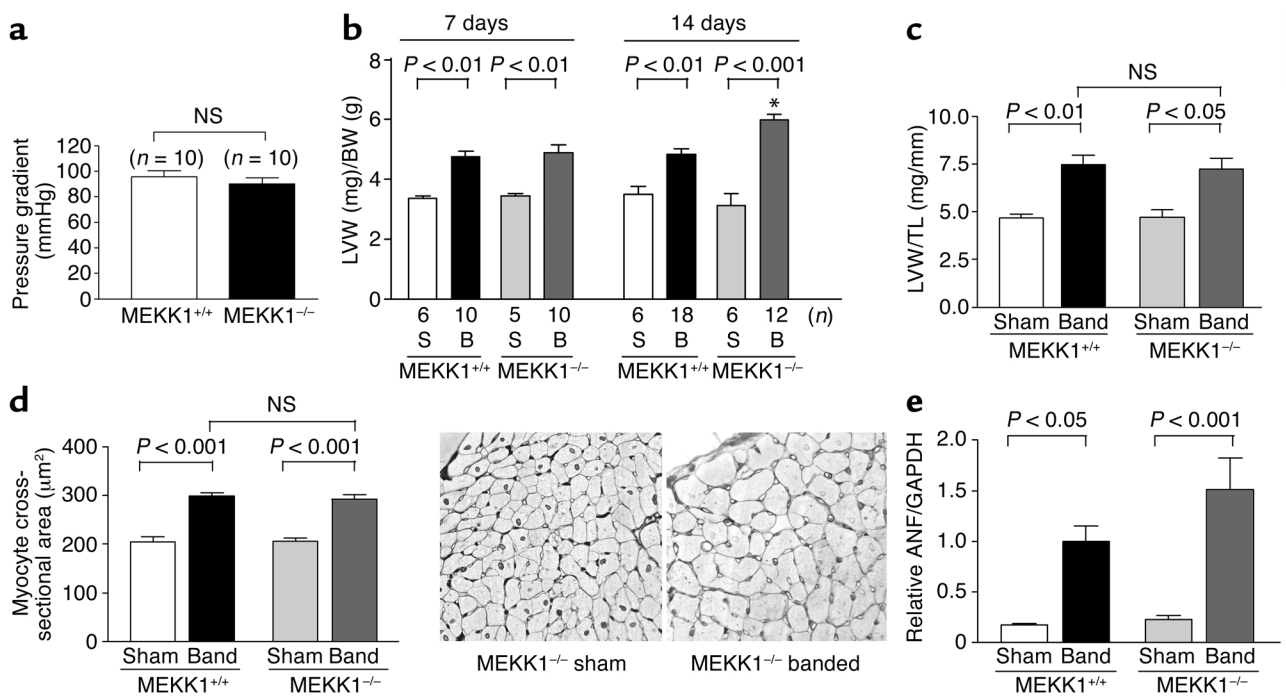 a
NS
(n = 10) (n = 10)
Pressure gradient
(mmHg)
120
100
80
60
40
20
0
MEKK1+/+ MEKK1–/–
b
7 days 14 days
P < 0.01 P < 0.01 P < 0.01 P < 0.001
*
LVW (mg)/BW (g)
8
6
4
2
0
6 10 5 10 6 18 6 12 (n)
S B S B S B S B
MEKK1+/+ MEKK1–/– MEKK1+/+ MEKK1–/–
c
NS
P < 0.01 P < 0.05
LVW/TL (mg/mm)
10.0
7.5
5.0
2.5
0.0
Sham Band Sham Band
MEKK1+/+ MEKK1–/–
d
NS
P < 0.001 P < 0.001
Myocyte cross-
sectional area (μm²)
400
300
200
100
0
Sham Band Sham Band
MEKK1+/+ MEKK1–/–
MEKK1–/– sham MEKK1–/– banded
e
P < 0.05 P < 0.001
Relative ANF/GAPDH
2.0
1.5
1.0
0.5
0
Sham Band Sham Band
MEKK1+/+ MEKK1–/–